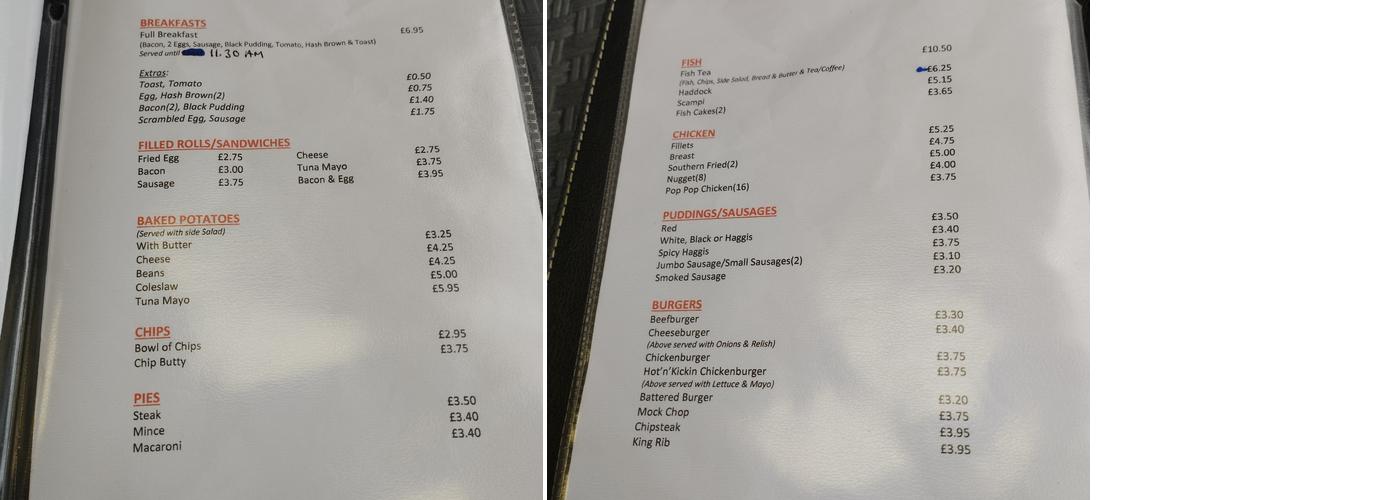 BREAKFASTS
Full Breakfast £6.95
(Bacon, 2 Eggs, Sausage, Black Pudding, Tomato, Hash Brown & Toast)
Served until 11.30 AM
Extras:
Toast, Tomato £0.50
Egg, Hash Brown(2) £0.75
Bacon(2), Black Pudding £1.40
Scrambled Egg, Sausage £1.75
FILLED ROLLS/SANDWICHES
Fried Egg £2.75 Cheese £2.75
Bacon £3.00 Tuna Mayo £3.75
Sausage £3.75 Bacon & Egg £3.95
BAKED POTATOES
(Served with side Salad)
With Butter £3.25
Cheese £4.25
Beans £4.25
Coleslaw £5.00
Tuna Mayo £5.95
CHIPS
Bowl of Chips £2.95
Chip Butty £3.75
PIES
Steak £3.50
Mince £3.40
Macaroni £3.40
FISH
Fish Tea £10.50
(Fish, Chips, Side Salad, Bread & Butter & Tea/Coffee)
Haddock £6.25
Scampi £5.15
Fish Cakes(2) £3.65
CHICKEN
Fillets £5.25
Breast £4.75
Southern Fried(2) £5.00
Nugget(8) £4.00
Pop Pop Chicken(16) £3.75
PUDDINGS/SAUSAGES
Red £3.50
White, Black or Haggis £3.40
Spicy Haggis £3.75
Jumbo Sausage/Small Sausages(2) £3.10
Smoked Sausage £3.20
BURGERS
Beefburger £3.30
Cheeseburger £3.40
(Above served with Onions & Relish)
Chickenburger £3.75
Hot'n'Kickin Chickenburger £3.75
(Above served with Lettuce & Mayo)
Battered Burger £3.20
Mock Chop £3.75
Chipsteak £3.95
King Rib £3.95